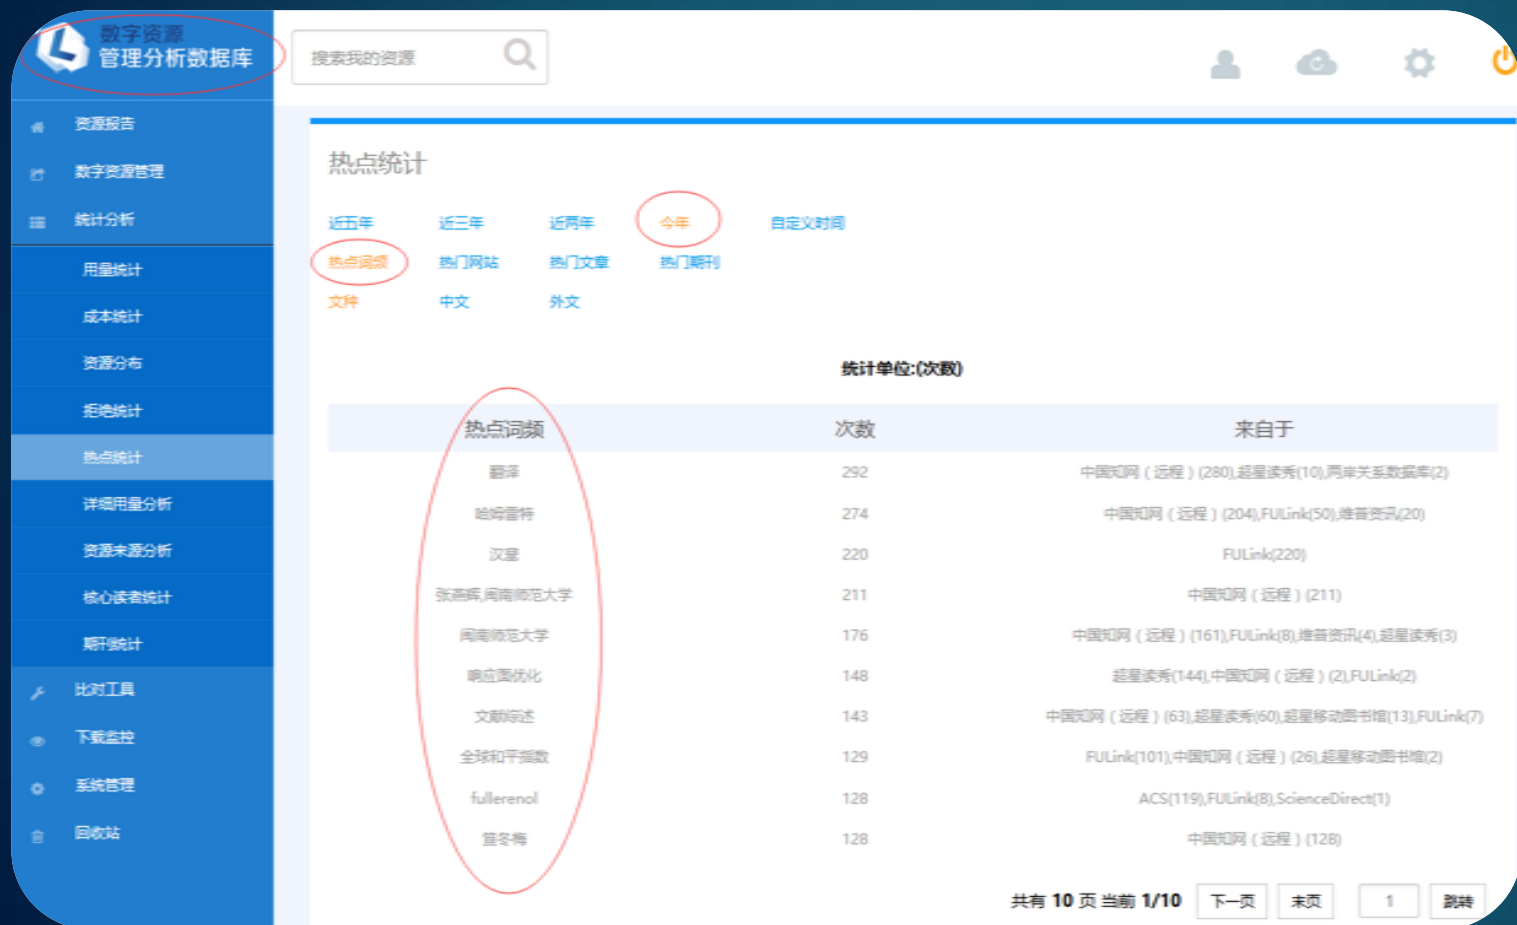 数字资源
管理分析数据库
搜索我的资源
资源报告
数字资源管理
统计分析
用量统计
成本统计
资源分布
拒绝统计
热点统计
详细用量分析
资源来源分析
核心读者统计
期刊统计
比对工具
下载监控
系统管理
回收站
热点统计
近五年 近三年 近两年 今年 自定义时间
热点词频 热门网站 热门文章 热门期刊
文种 中文 外文
统计单位:(次数)
热点词频 次数 来自于
翻译 292 中国知网（远程）(280),超星读秀(10),两岸关系数据库(2)
哈姆雷特 274 中国知网（远程）(204),FULink(50),维普资讯(20)
汉童 220 FULink(220)
张燕辉,闽南师范大学 211 中国知网（远程）(211)
闽南师范大学 176 中国知网（远程）(161),FULink(8),维普资讯(4),超星读秀(3)
响应面优化 148 超星读秀(144),中国知网（远程）(2),FULink(2)
文献综述 143 中国知网（远程）(63),超星读秀(60),超星移动图书馆(13),FULink(7)
全球和平指数 129 FULink(101),中国知网（远程）(26),超星移动图书馆(2)
fullerenol 128 ACS(119),FULink(8),ScienceDirect(1)
冬梅 128 中国知网（远程）(128)
共有 10 页 当前 1/10 下一页 末页 1 跳转